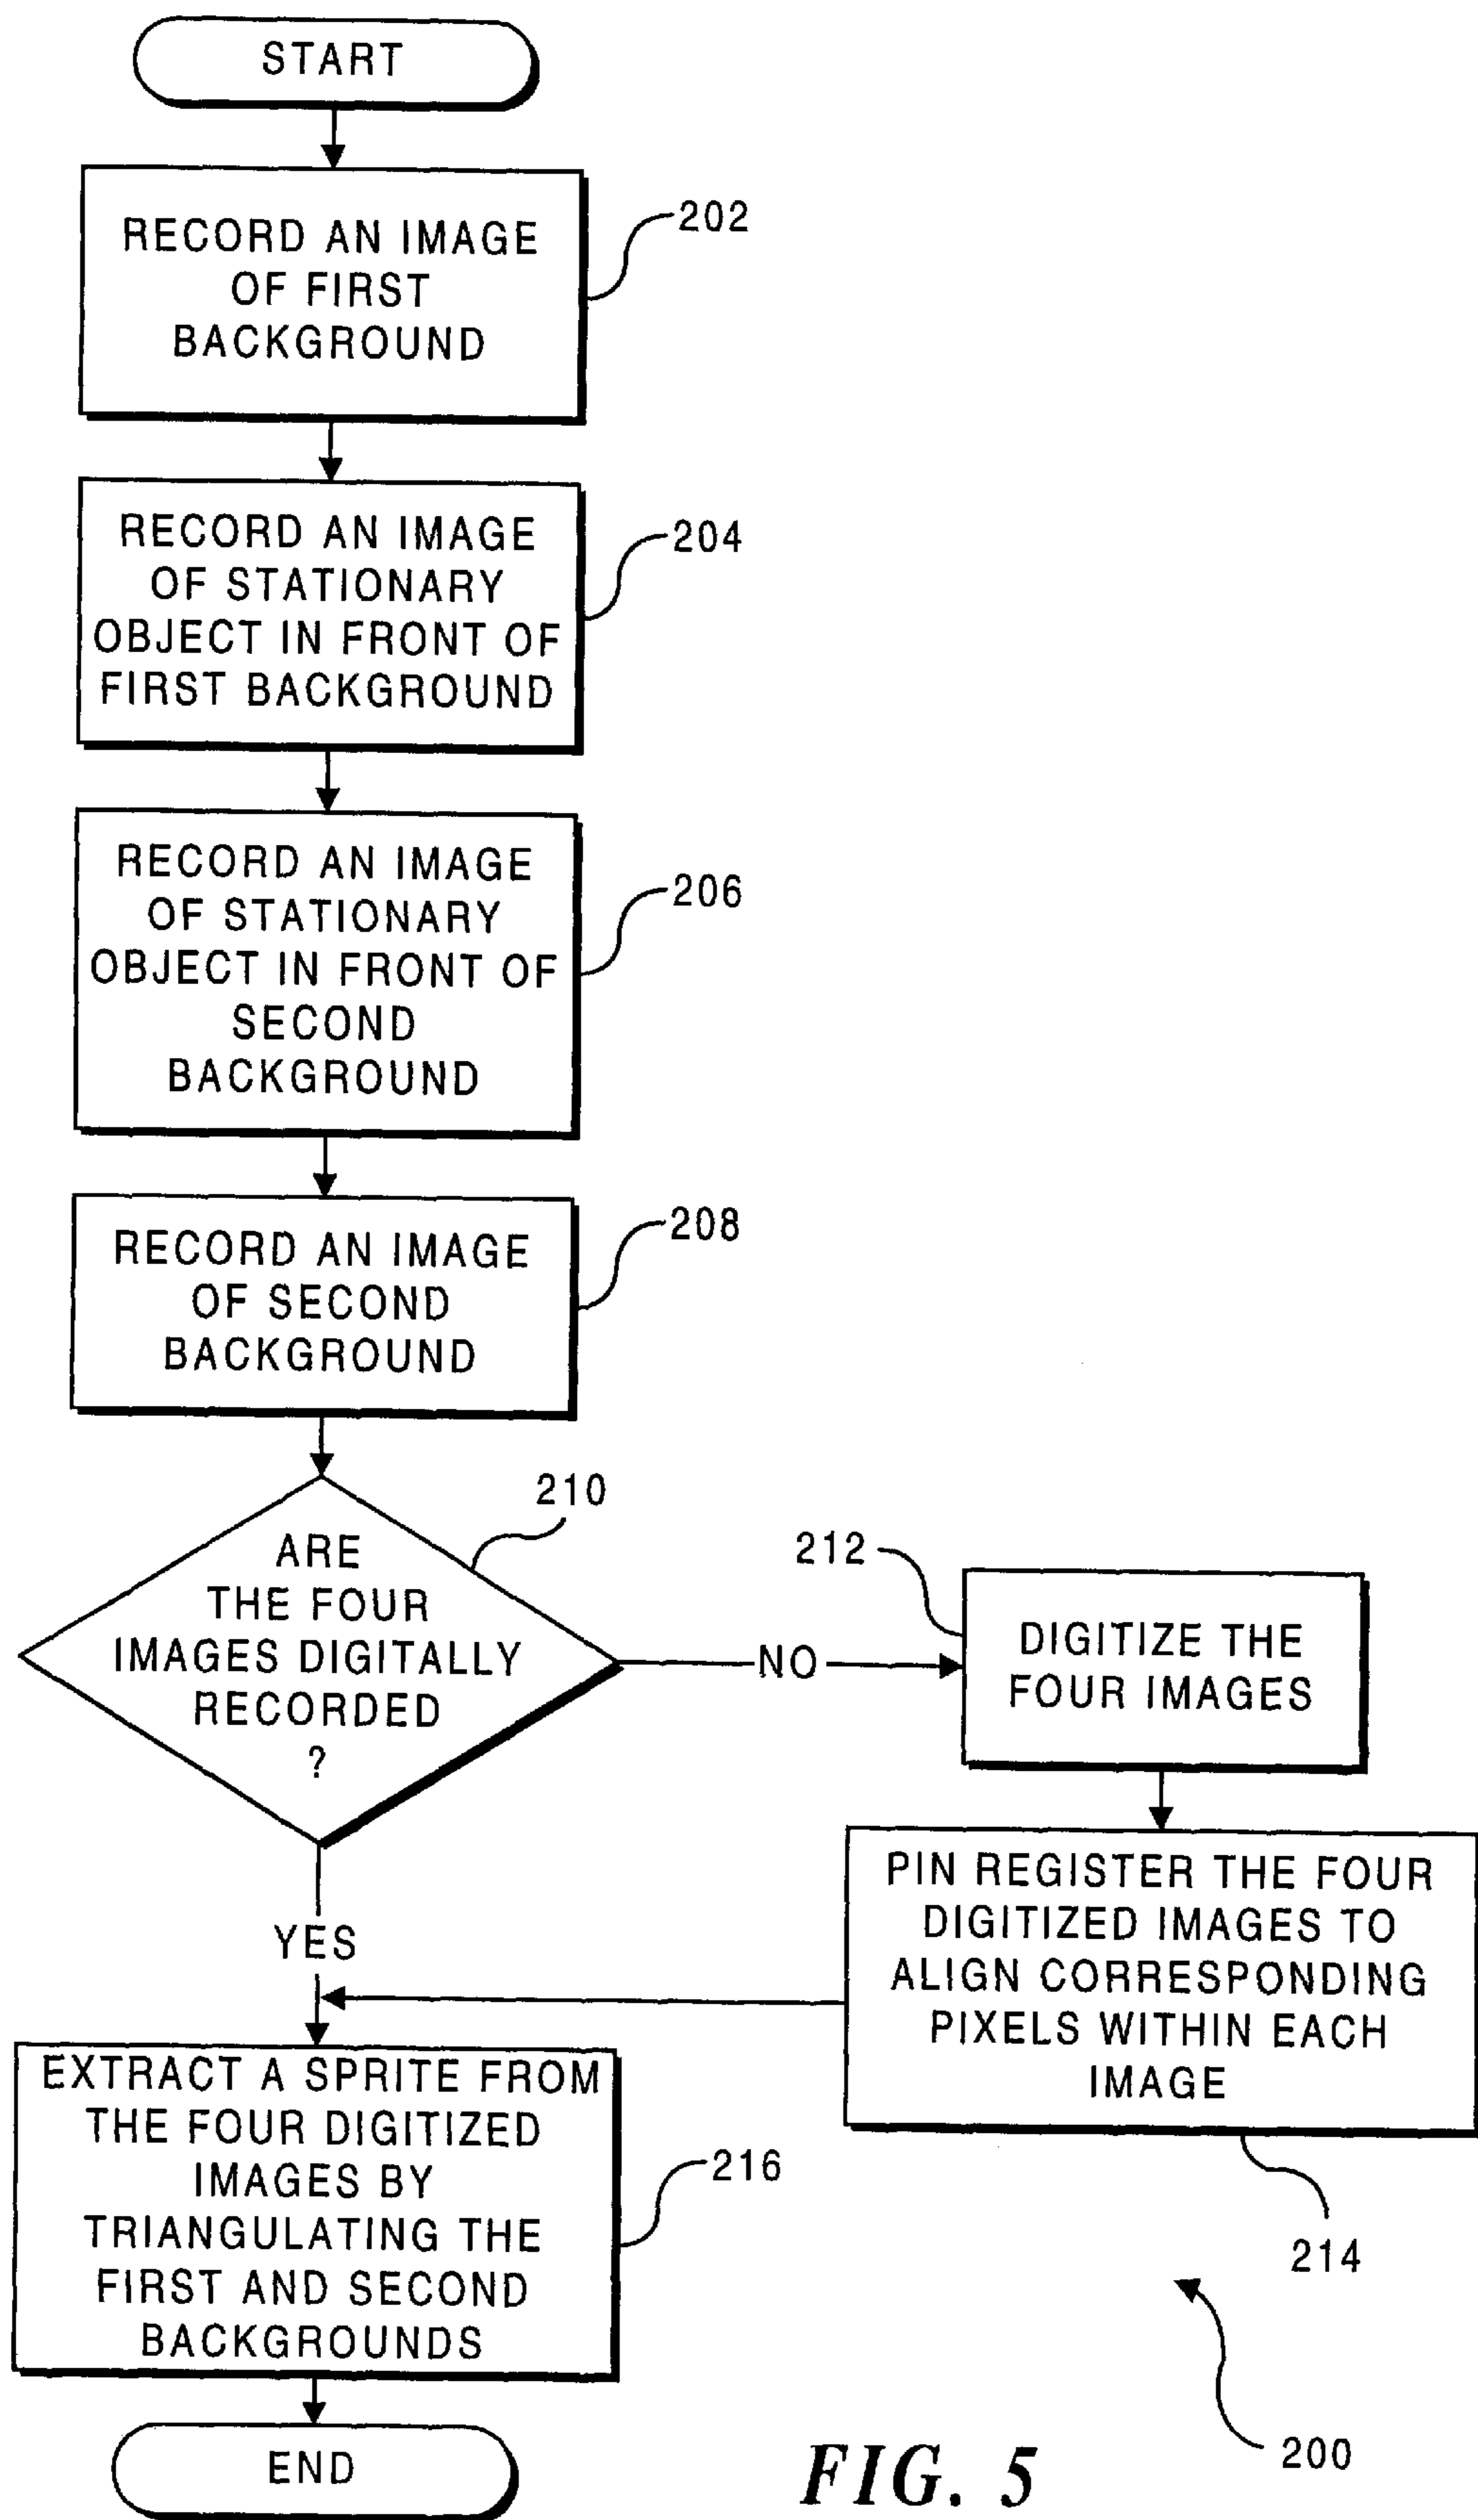 START
RECORD AN IMAGE
OF FIRST
BACKGROUND
202
RECORD AN IMAGE
OF STATIONARY
OBJECT IN FRONT OF
FIRST BACKGROUND
204
RECORD AN IMAGE
OF STATIONARY
OBJECT IN FRONT OF
SECOND
BACKGROUND
206
RECORD AN IMAGE
OF SECOND
BACKGROUND
208
ARE
THE FOUR
IMAGES DIGITALLY
RECORDED
?
210
NO
212
DIGITIZE THE
FOUR IMAGES
PIN REGISTER THE FOUR
DIGITIZED IMAGES TO
ALIGN CORRESPONDING
PIXELS WITHIN EACH
IMAGE
214
YES
EXTRACT A SPRITE FROM
THE FOUR DIGITIZED
IMAGES BY
TRIANGULATING THE
FIRST AND SECOND
BACKGROUNDS
216
END
200
FIG. 5